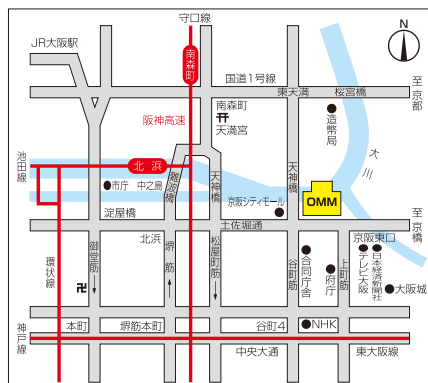 守口線
N
JR大阪駅
南森町
国道1号線
東天満
桜宮橋
至京都
阪神高速
南森町
天満宮
造幣局
大川
池田線
北浜
市庁
中之島
難波橋
天神橋
天神橋
OMM
京阪シティモール
淀屋橋
土佐堀通
至京橋
北浜
京阪東口
環状線
御堂筋
堺筋
松屋町筋
谷町筋
合同庁舎
府庁
上町筋
テレビ大阪
日本経済新聞社
大阪城
卍
神戸線
本町
堺筋本町
谷町4
NHK
中央大通
東大阪線